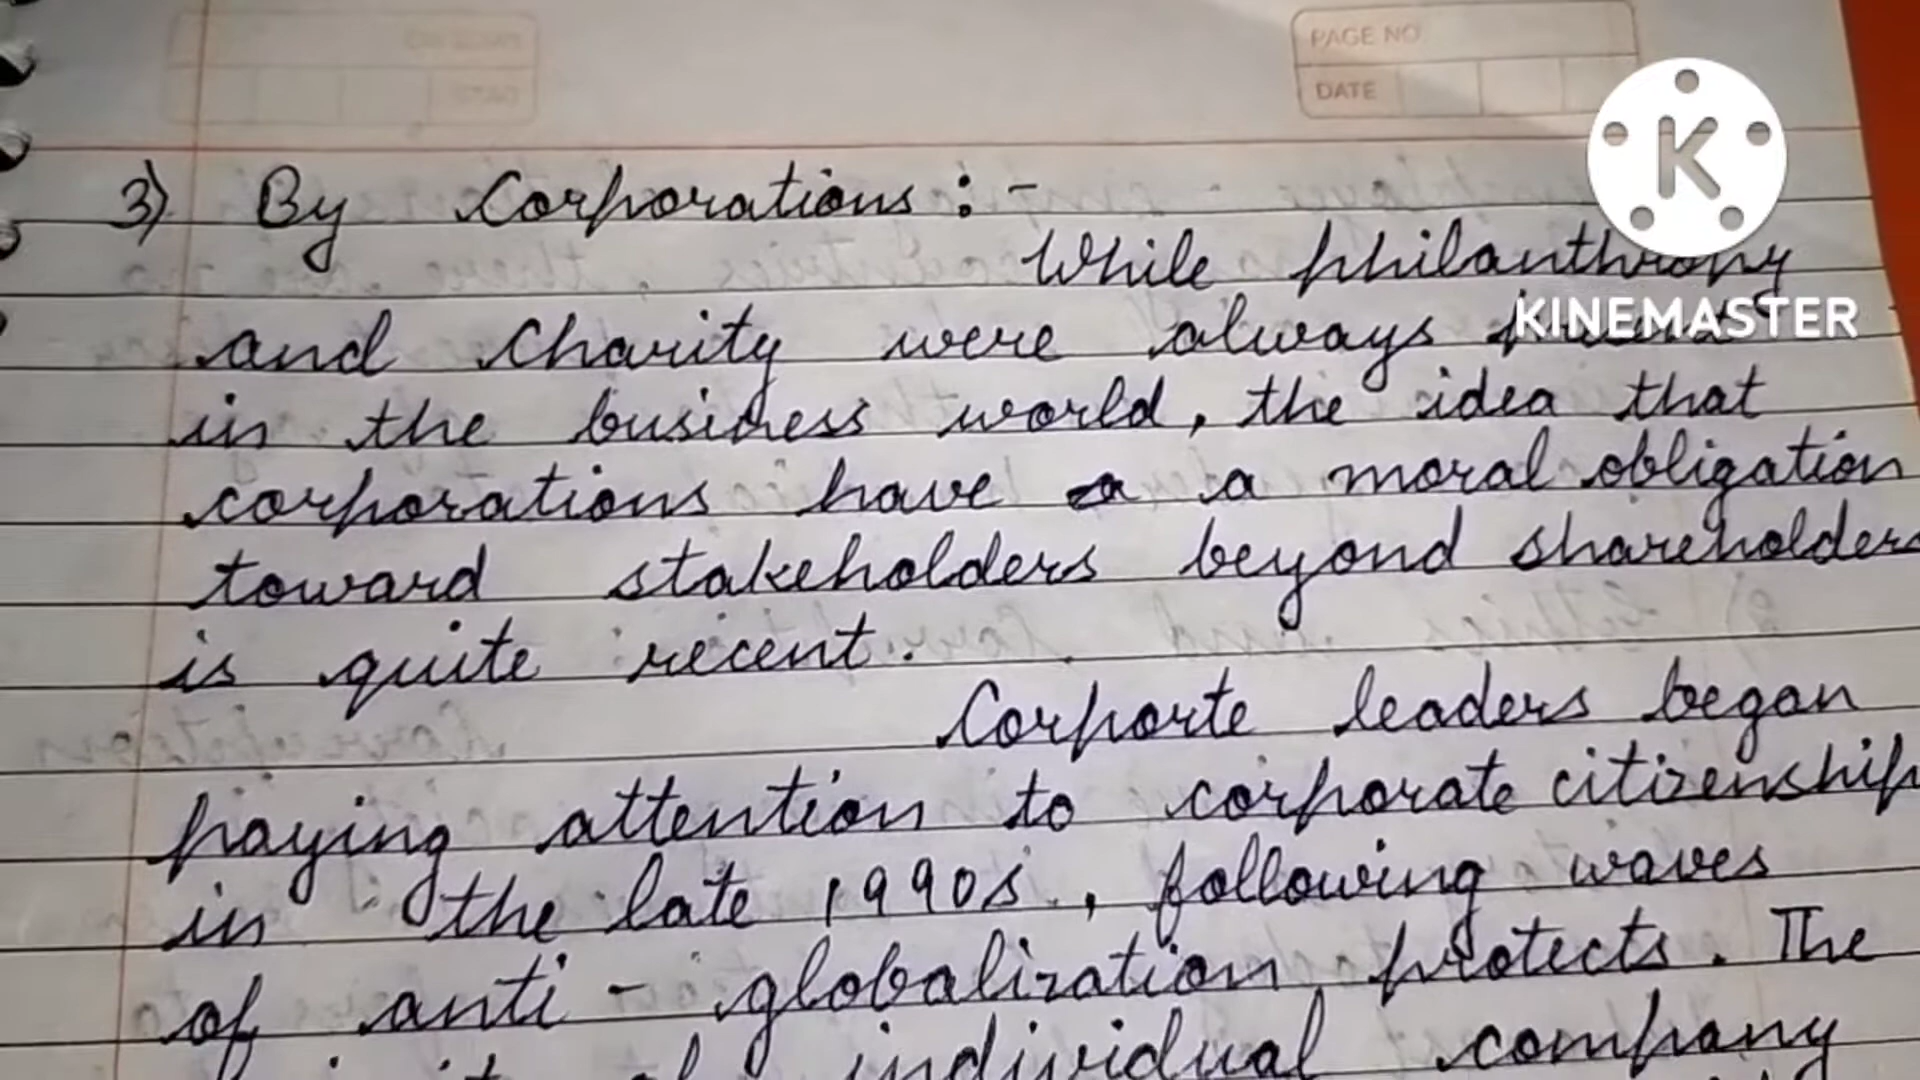 PAGE NO
DATE
K
KINEMASTER
3) By Corporations :-
While philanthropy
and charity were always
in the business world, the idea that
corporations have a a moral obligation
toward stakeholders beyond shareholders
is quite recent.
Corporte leaders began
paying attention to corporate citizenship
in the late 1990s, following waves
of anti - globalization protects. The
of individual company